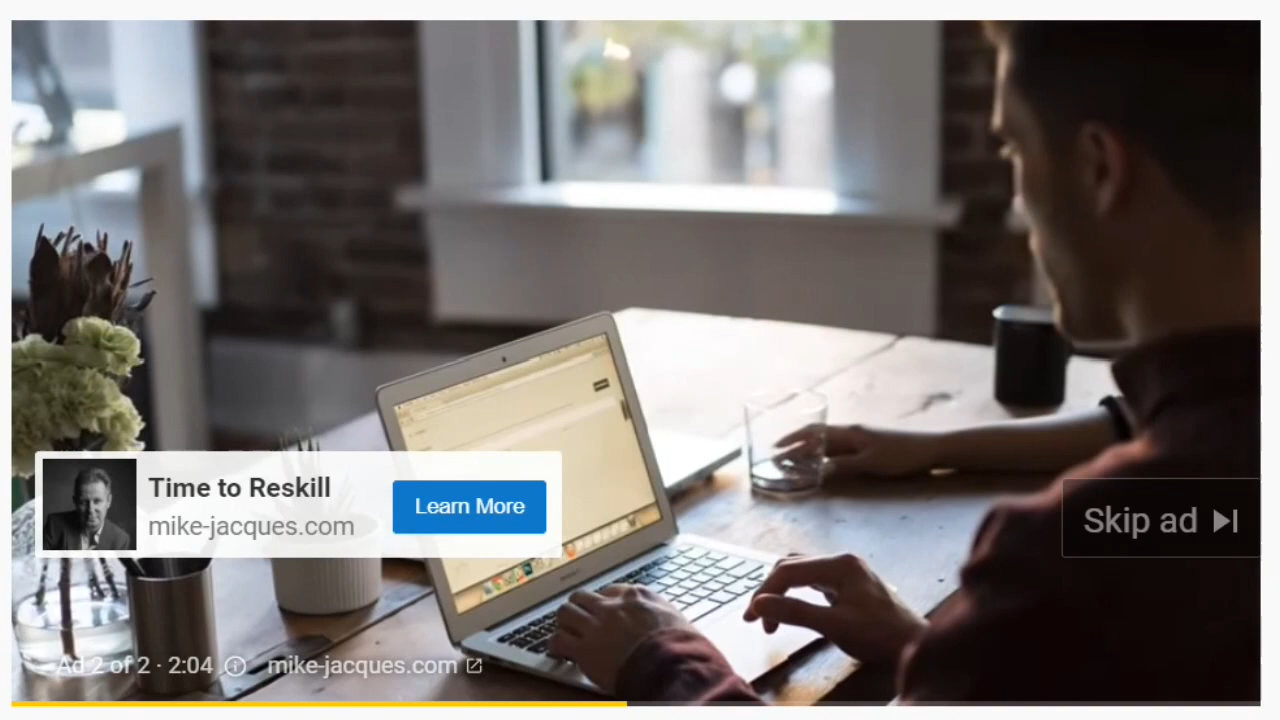 Time to Reskill
mike-jacques.com
Learn More
Skip ad
Ad 2 of 2 · 2:04
mike-jacques.com